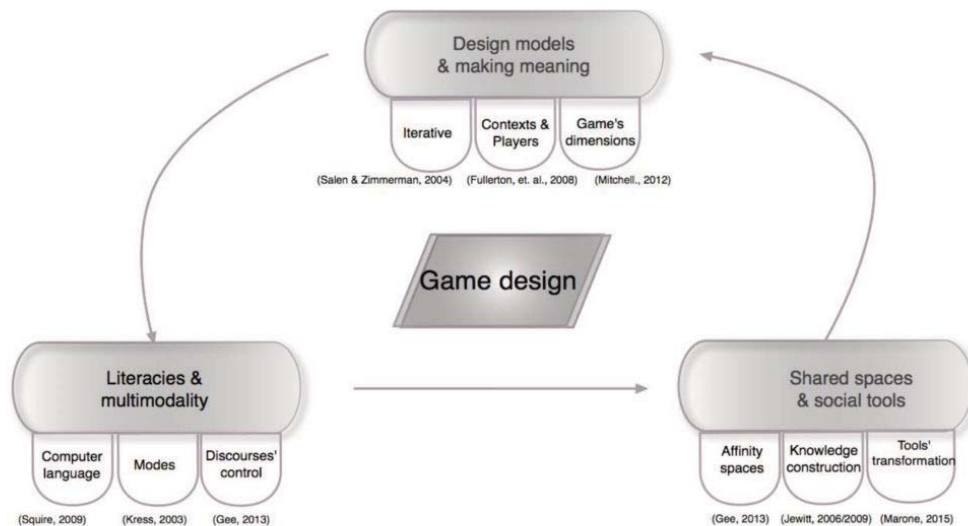 Design models
& making meaning
Iterative
Contexts &
Players
Game's
dimensions
(Salen & Zimmerman, 2004)
(Fullerton, et. al., 2008)
(Mitchell., 2012)
Game design
Literacies &
multimodality
Computer
language
Modes
Discourses'
control
(Squire, 2009)
(Kress, 2003)
(Gee, 2013)
Shared spaces
& social tools
Affinity
spaces
Knowledge
construction
Tools'
transformation
(Gee, 2013)
(Jewitt, 2006/2009)
(Marone, 2015)